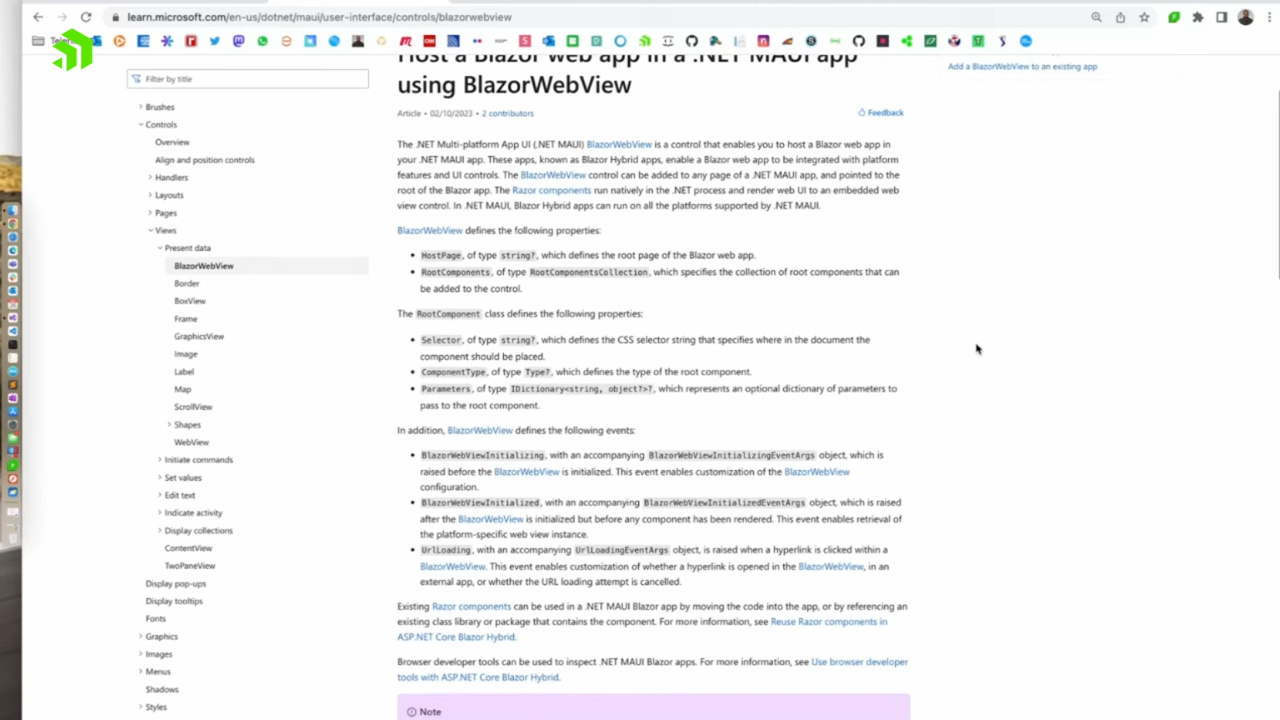 learn.microsoft.com/en-us/dotnet/maui/user-interface/controls/blazorwebview
Filter by title
Brushes
Controls
Overview
Align and position controls
Handlers
Layouts
Pages
Views
Present data
BlazorWebView
Border
BoxView
Frame
GraphicsView
Image
Label
Map
ScrollView
Shapes
WebView
Initiate commands
Set values
Edit text
Indicate activity
Display collections
ContentView
TwoPaneView
Display pop-ups
Display tooltips
Fonts
Graphics
Images
Menus
Shadows
Styles
Host a Blazor web app in a .NET MAUI app
using BlazorWebView
Article • 02/10/2023 • 2 contributors
Feedback
The .NET Multi-platform App UI (.NET MAUI) BlazorWebView is a control that enables you to host a Blazor web app in
your .NET MAUI app. These apps, known as Blazor Hybrid apps, enable a Blazor web app to be integrated with platform
features and UI controls. The BlazorWebView control can be added to any page of a .NET MAUI app, and pointed to the
root of the Blazor app. The Razor components run natively in the .NET process and render web UI to an embedded web
view control. In .NET MAUI, Blazor Hybrid apps can run on all the platforms supported by .NET MAUI.
BlazorWebView defines the following properties:
• HostPage, of type string?, which defines the root page of the Blazor web app.
• RootComponents, of type RootComponentsCollection, which specifies the collection of root components that can
be added to the control.
The RootComponent class defines the following properties:
• Selector, of type string?, which defines the CSS selector string that specifies where in the document the
component should be placed.
• ComponentType, of type Type?, which defines the type of the root component.
• Parameters, of type IDictionary<string, object?>?, which represents an optional dictionary of parameters to
pass to the root component.
In addition, BlazorWebView defines the following events:
• BlazorWebViewInitializing, with an accompanying BlazorWebViewInitializingEventArgs object, which is
raised before the BlazorWebView is initialized. This event enables customization of the BlazorWebView
configuration.
• BlazorWebViewInitialized, with an accompanying BlazorWebViewInitializedEventArgs object, which is raised
after the BlazorWebView is initialized but before any component has been rendered. This event enables retrieval of
the platform-specific web view instance.
• UrlLoading, with an accompanying UrlLoadingEventArgs object, is raised when a hyperlink is clicked within a
BlazorWebView. This event enables customization of whether a hyperlink is opened in the BlazorWebView, in an
external app, or whether the URL loading attempt is cancelled.
Existing Razor components can be used in a .NET MAUI Blazor app by moving the code into the app, or by referencing an
existing class library or package that contains the component. For more information, see Reuse Razor components in
ASP.NET Core Blazor Hybrid.
Browser developer tools can be used to inspect .NET MAUI Blazor apps. For more information, see Use browser developer
tools with ASP.NET Core Blazor Hybrid.
Note
Add a BlazorWebView to an existing app